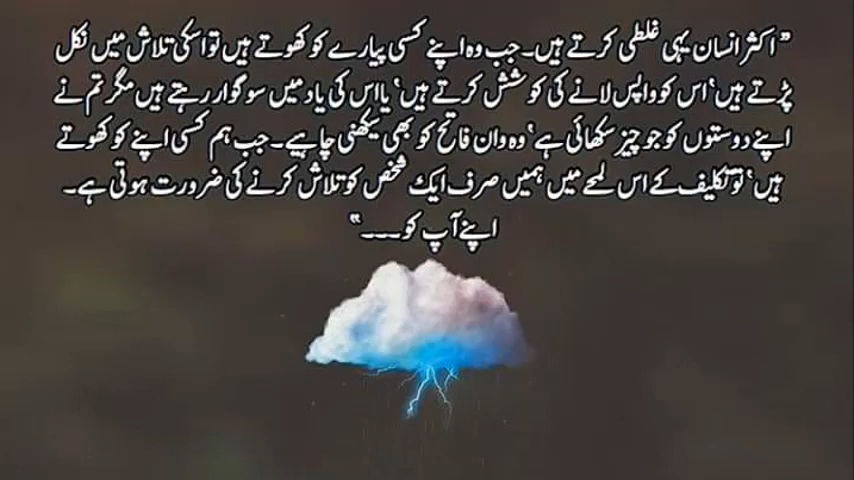 ” اکثر انسان یہی غلطی کرتے ہیں۔ جب وہ اپنے کسی پیارے کو کھوتے ہیں تو اسکی تلاش میں نکل
پڑتے ہیں‘ اس کو واپس لانے کی کوشش کرتے ہیں‘ یا اس کی یاد میں سوگوار رہتے ہیں مگر تم نے
اپنے دوستوں کو جو چیز سکھائی ہے‘ وہ وان فاتح کو بھی سیکھنی چاہیے۔ جب ہم کسی اپنے کو کھوتے
ہیں‘ تو تکلیف کے اس لمحے میں ہمیں صرف ایک شخص کو تلاش کرنے کی ضرورت ہوتی ہے۔
اپنے آپ کو۔۔۔“